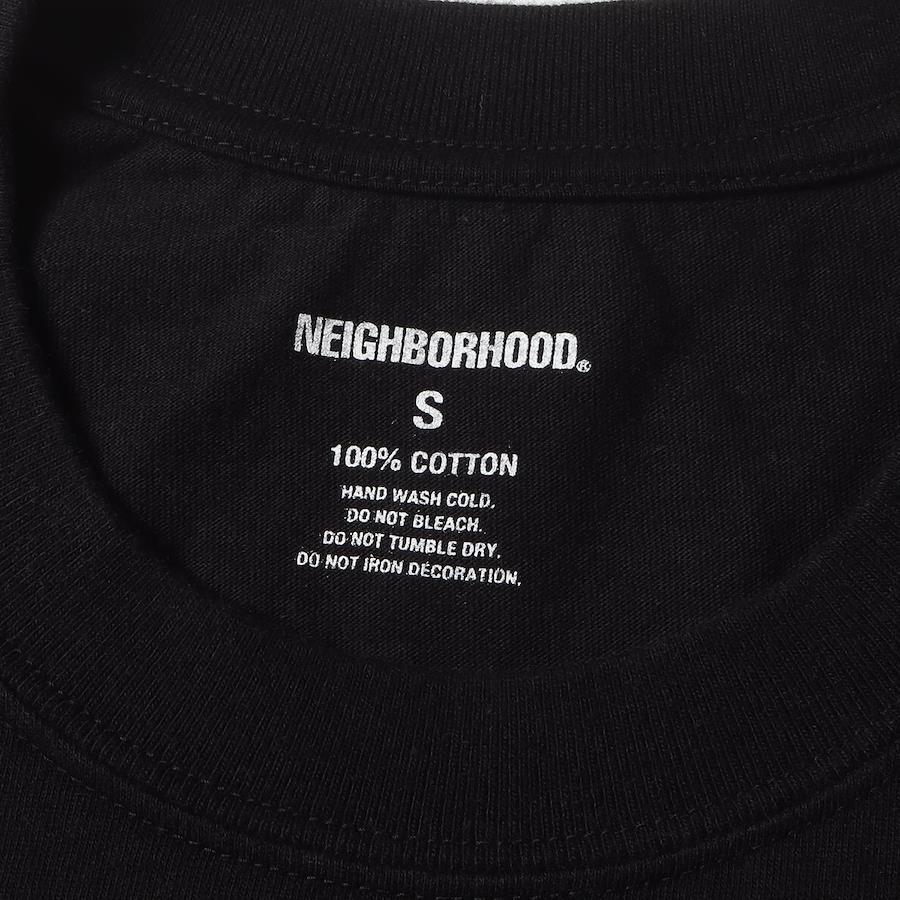 NEIGHBORHOOD®
S
100% COTTON
HAND WASH COLD.
DO NOT BLEACH.
DO NOT TUMBLE DRY.
DO NOT IRON DECORATION.